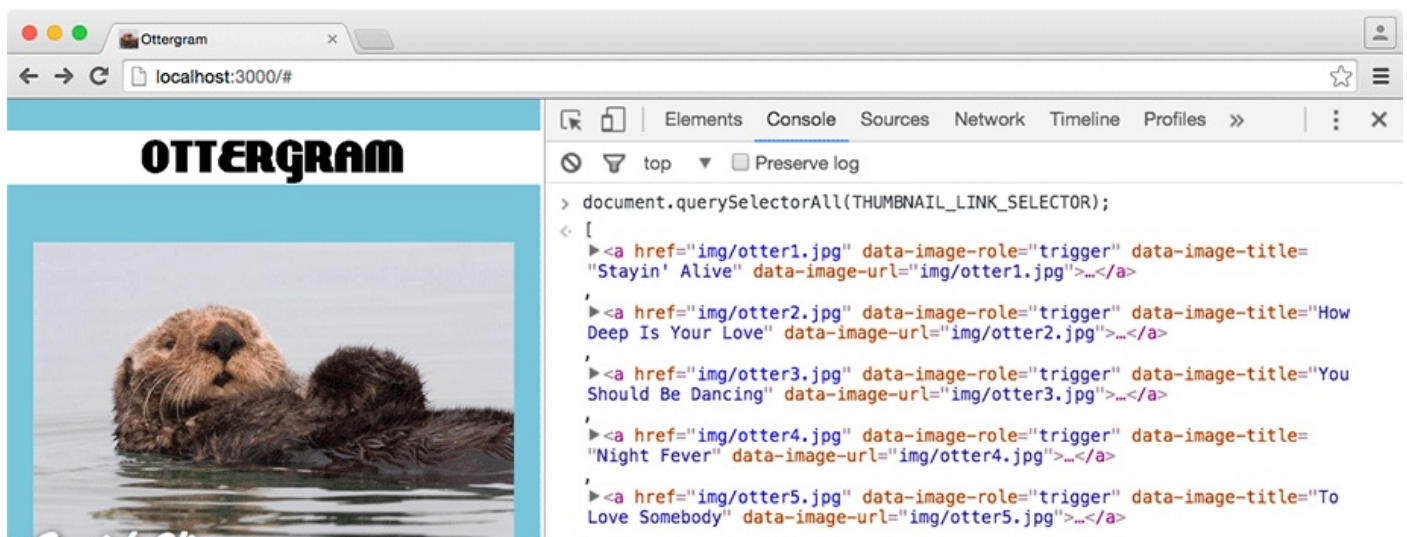 Ottergram
localhost:3000/#
OTTERGRAM
Elements Console Sources Network Timeline Profiles »
top ▼ Preserve log
> document.querySelectorAll(THUMBNAIL_LINK_SELECTOR);
[
▶<a href="img/otter1.jpg" data-image-role="trigger" data-image-title=
"Stayin' Alive" data-image-url="img/otter1.jpg">…</a>
,
▶<a href="img/otter2.jpg" data-image-role="trigger" data-image-title="How
Deep Is Your Love" data-image-url="img/otter2.jpg">…</a>
,
▶<a href="img/otter3.jpg" data-image-role="trigger" data-image-title="You
Should Be Dancing" data-image-url="img/otter3.jpg">…</a>
,
▶<a href="img/otter4.jpg" data-image-role="trigger" data-image-title=
"Night Fever" data-image-url="img/otter4.jpg">…</a>
,
▶<a href="img/otter5.jpg" data-image-role="trigger" data-image-title="To
Love Somebody" data-image-url="img/otter5.jpg">…</a>